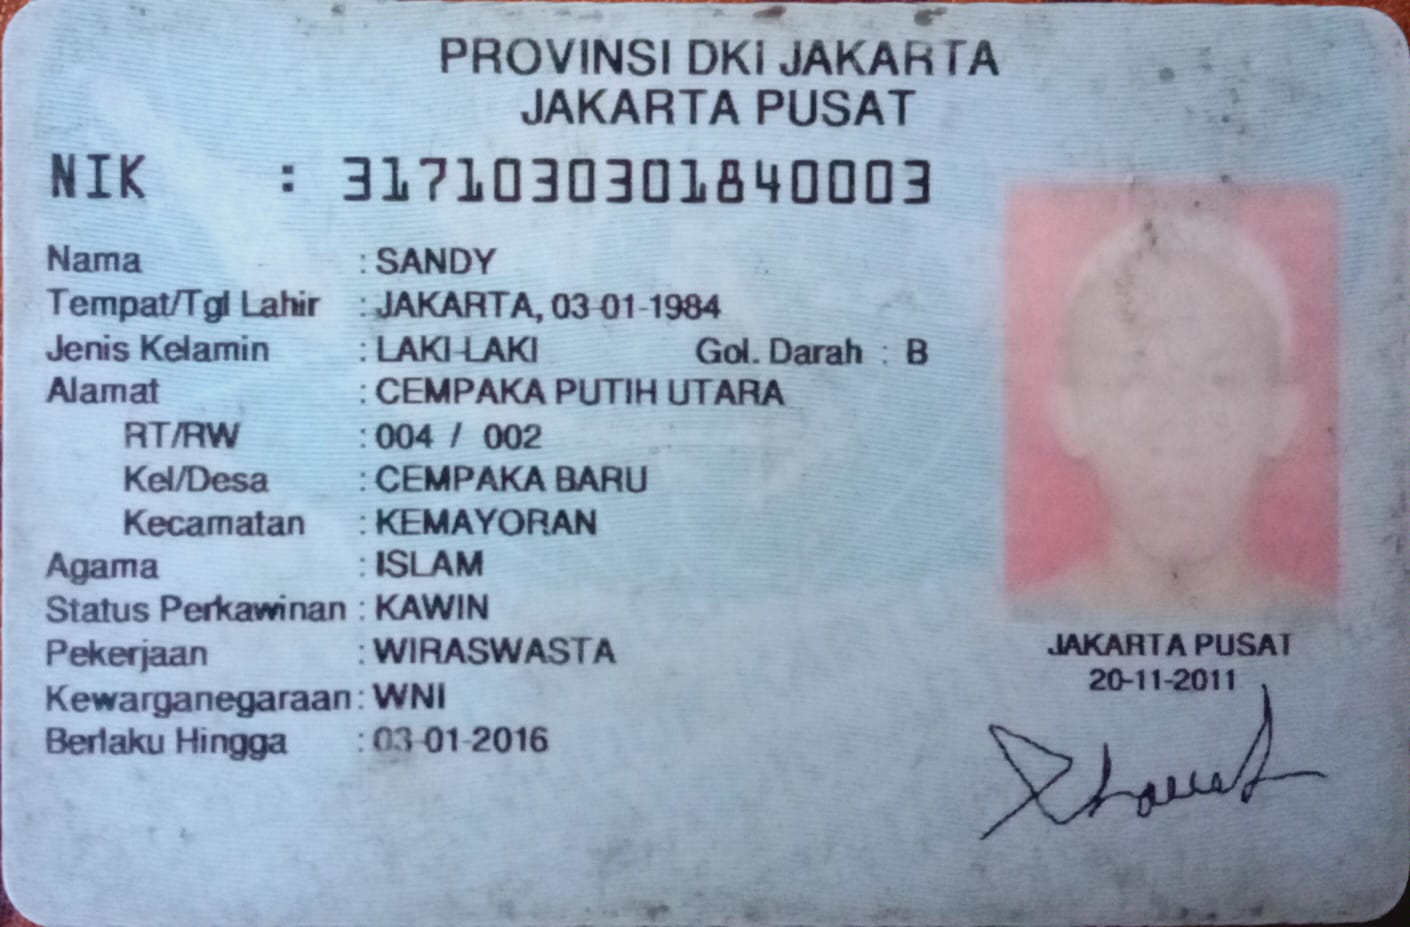 PROVINSI DKI JAKARTA
JAKARTA PUSAT
NIK : 3171030301840003
Nama : SANDY
Tempat/Tgl Lahir : JAKARTA, 03-01-1984
Jenis Kelamin : LAKI-LAKI Gol. Darah : B
Alamat : CEMPAKA PUTIH UTARA
RT/RW : 004 / 002
Kel/Desa : CEMPAKA BARU
Kecamatan : KEMAYORAN
Agama : ISLAM
Status Perkawinan : KAWIN
Pekerjaan : WIRASWASTA
Kewarganegaraan : WNI
Berlaku Hingga : 03-01-2016
JAKARTA PUSAT
20-11-2011